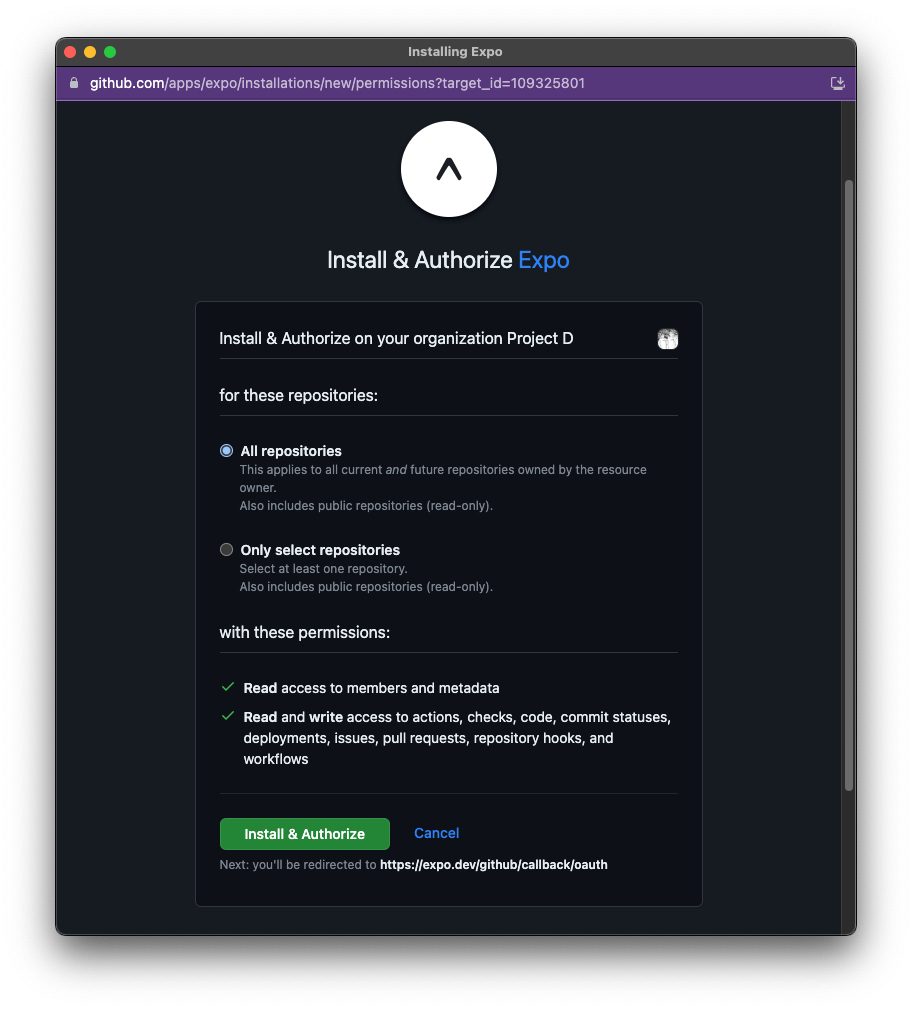 Installing Expo
github.com/apps/expo/installations/new/permissions?target_id=109325801
Install & Authorize Expo
Install & Authorize on your organization Project D
for these repositories:
All repositories
This applies to all current and future repositories owned by the resource
owner.
Also includes public repositories (read-only).
Only select repositories
Select at least one repository.
Also includes public repositories (read-only).
with these permissions:
Read access to members and metadata
Read and write access to actions, checks, code, commit statuses,
deployments, issues, pull requests, repository hooks, and
workflows
Install & Authorize
Cancel
Next: you'll be redirected to https://expo.dev/github/callback/oauth